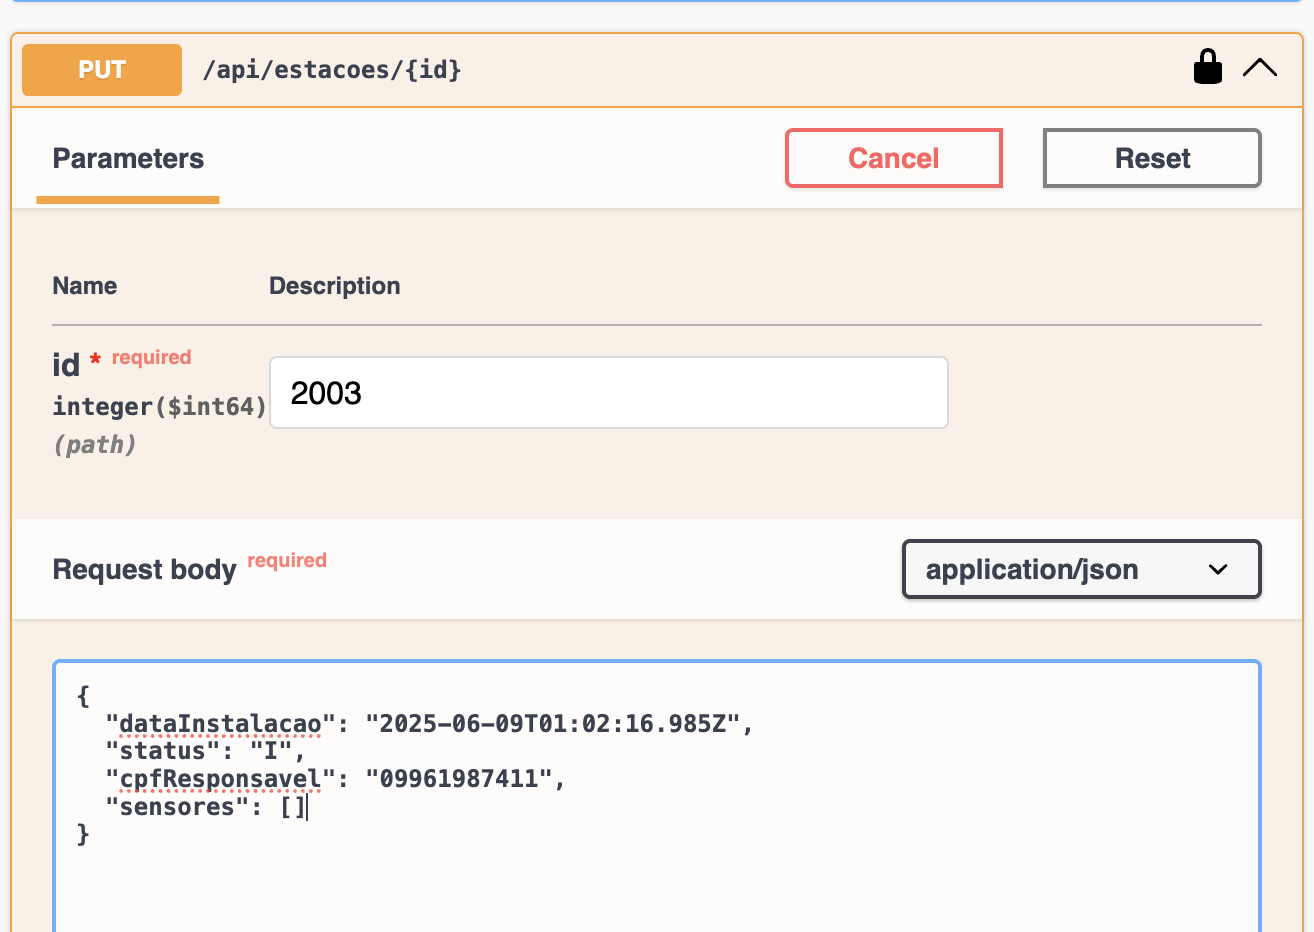 PUT /api/estacoes/{id}
Parameters
Cancel
Reset
Name Description
id * required
integer($int64)
(path)
2003
Request body required
application/json
{
  "dataInstalacao": "2025-06-09T01:02:16.985Z",
  "status": "I",
  "cpfResponsavel": "09961987411",
  "sensores": []
}